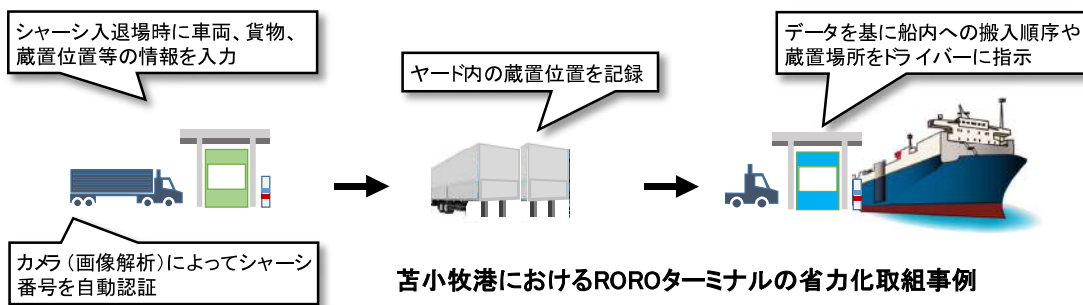 シャーシ入退場時に車両、貨物、
蔵置位置等の情報を入力
ヤード内の蔵置位置を記録
データを基に船内への搬入順序や
蔵置場所をドライバーに指示
カメラ（画像解析）によってシャーシ
番号を自動認証
苫小牧港におけるROROターミナルの省力化取組事例